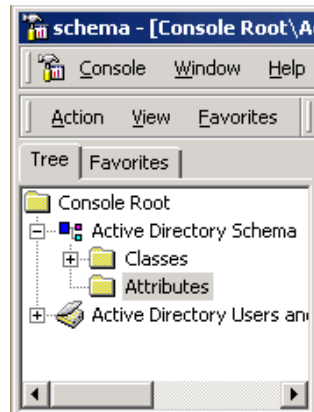 schema - [Console Root\A
Console Window Help
Action View Favorites
Tree Favorites
Console Root
Active Directory Schema
Classes
Attributes
Active Directory Users an